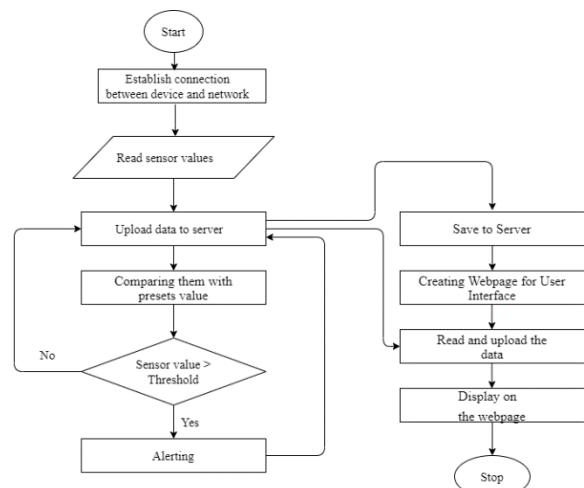 Start
Establish connection
between device and network
Read sensor values
Upload data to server
Comparing them with
presets value
Sensor value >
Threshold
No
Yes
Alerting
Save to Server
Creating Webpage for User
Interface
Read and upload the
data
Display on
the webpage
Stop